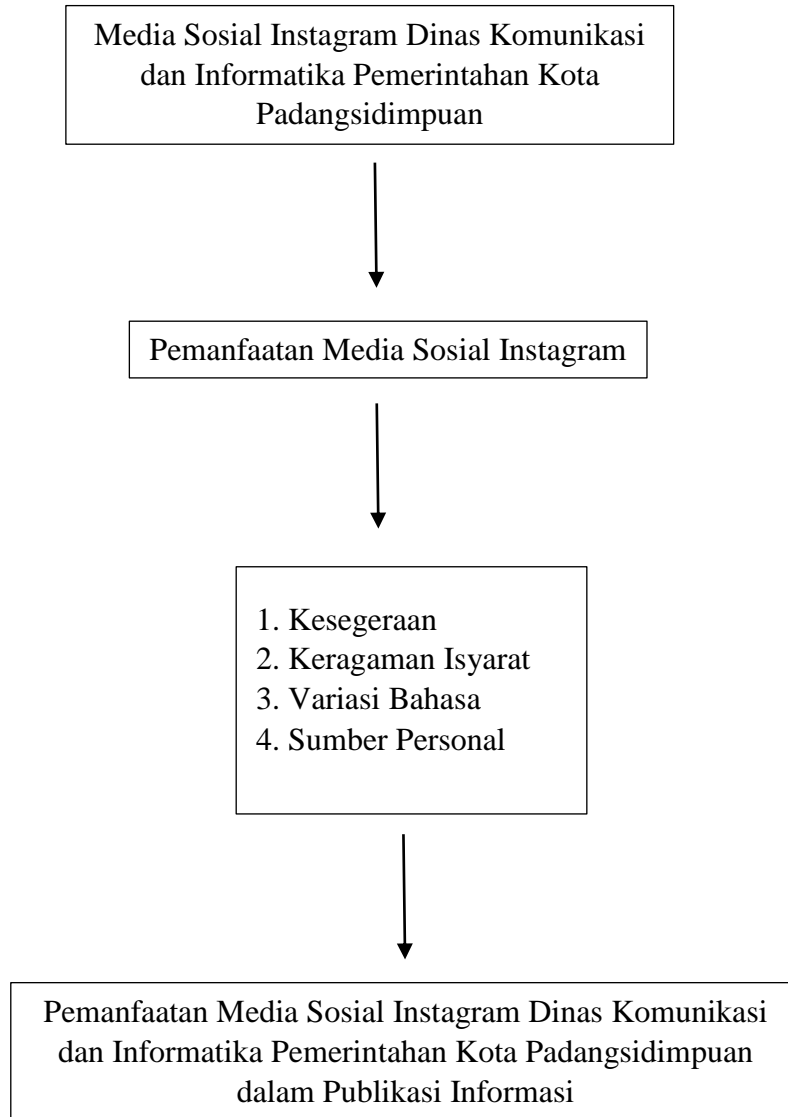 Media Sosial Instagram Dinas Komunikasi
dan Informatika Pemerintahan Kota
Padangsidimpuan
Pemanfaatan Media Sosial Instagram
1. Kesegeraan
2. Keragaman Isyarat
3. Variasi Bahasa
4. Sumber Personal
Pemanfaatan Media Sosial Instagram Dinas Komunikasi
dan Informatika Pemerintahan Kota Padangsidimpuan
dalam Publikasi Informasi